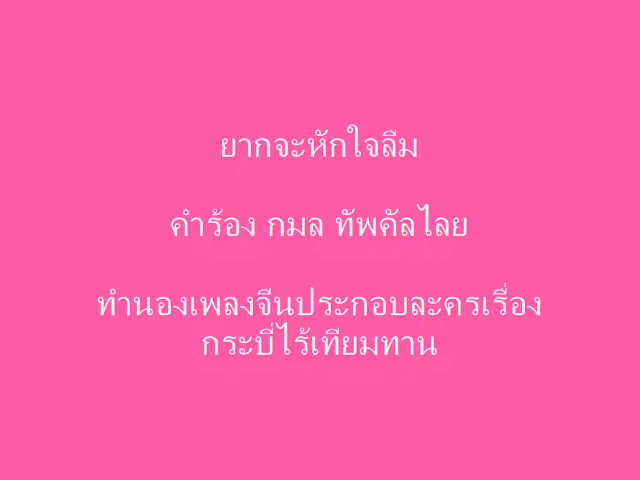 ยากจะหักใจลืม
คำร้อง กมล ทัพคัลไลย
ทำนองเพลงจีนประกอบละครเรื่อง
กระบี่ไร้เทียมทาน